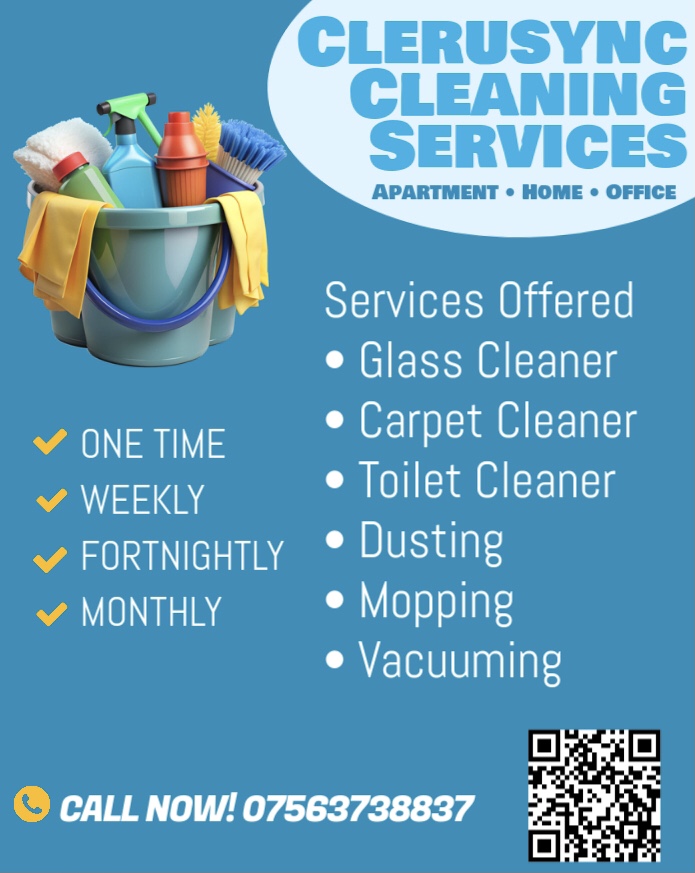 CLERUSYNC
CLEANING
SERVICES
APARTMENT • HOME • OFFICE
Services Offered
• Glass Cleaner
• Carpet Cleaner
• Toilet Cleaner
• Dusting
• Mopping
• Vacuuming
ONE TIME
WEEKLY
FORTNIGHTLY
MONTHLY
CALL NOW! 07563738837